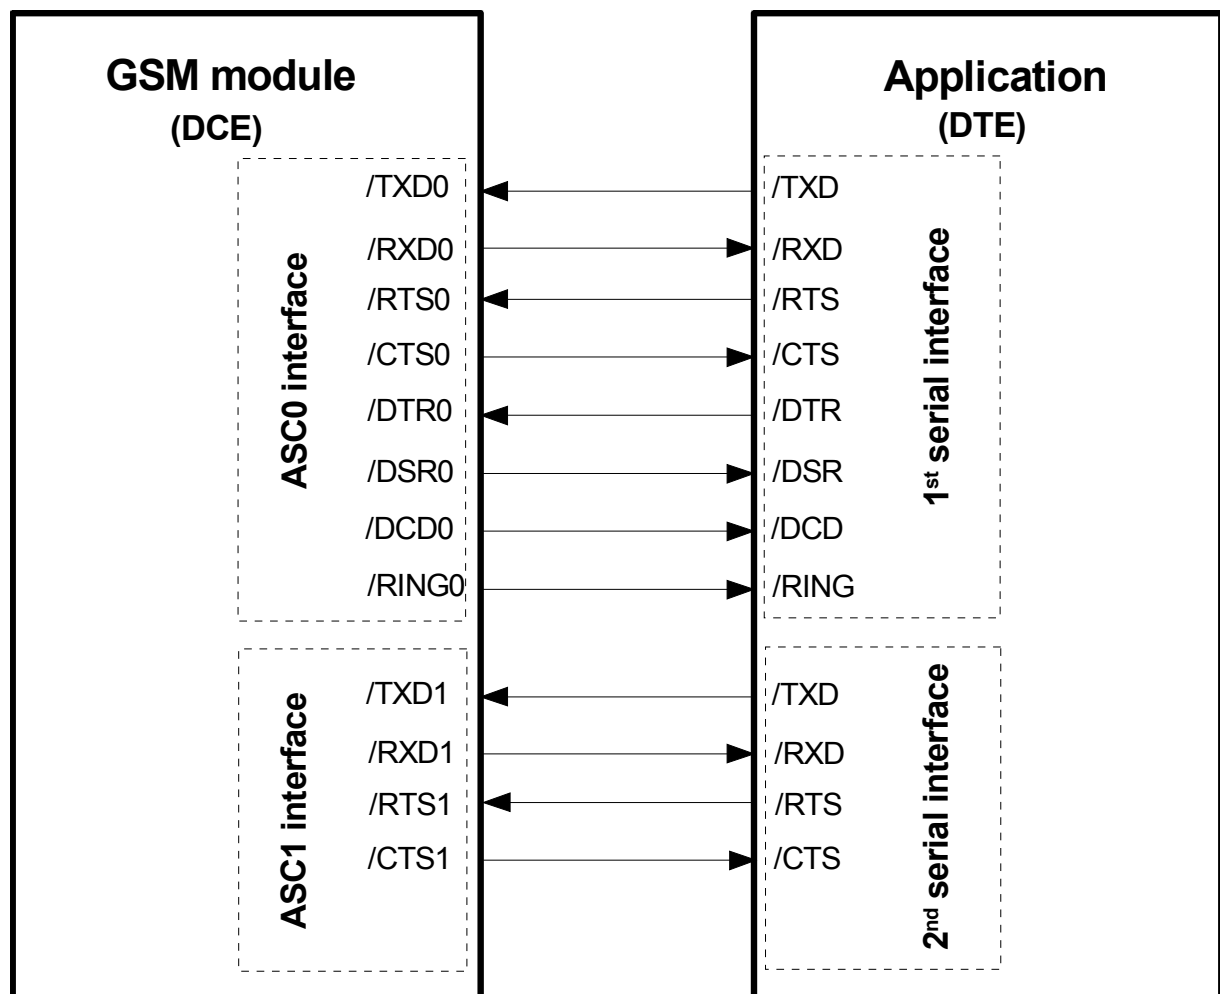 GSM module
(DCE)
Application
(DTE)
ASC0 interface
/TXD0
/RXD0
/RTS0
/CTS0
/DTR0
/DSR0
/DCD0
/RING0
/TXD
/RXD
/RTS
/CTS
/DTR
/DSR
/DCD
/RING
1st serial interface
ASC1 interface
/TXD1
/RXD1
/RTS1
/CTS1
/TXD
/RXD
/RTS
/CTS
2nd serial interface